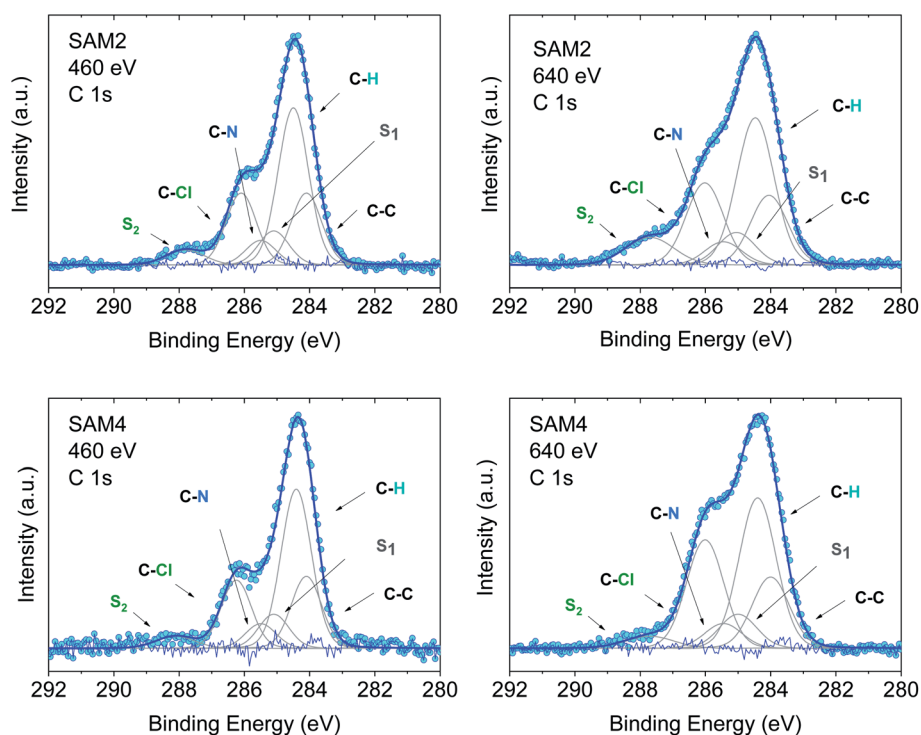 SAM2
460 eV
C 1s
C-H
C-N
S1
C-Cl
S2
C-C
Intensity (a.u.)
292 290 288 286 284 282 280
Binding Energy (eV)
SAM2
640 eV
C 1s
C-H
C-N
S1
C-Cl
S2
C-C
Intensity (a.u.)
292 290 288 286 284 282 280
Binding Energy (eV)
SAM4
460 eV
C 1s
C-N
C-H
S1
C-Cl
S2
C-C
Intensity (a.u.)
292 290 288 286 284 282 280
Binding Energy (eV)
SAM4
640 eV
C 1s
C-H
C-N
S1
C-Cl
S2
C-C
Intensity (a.u.)
292 290 288 286 284 282 280
Binding Energy (eV)